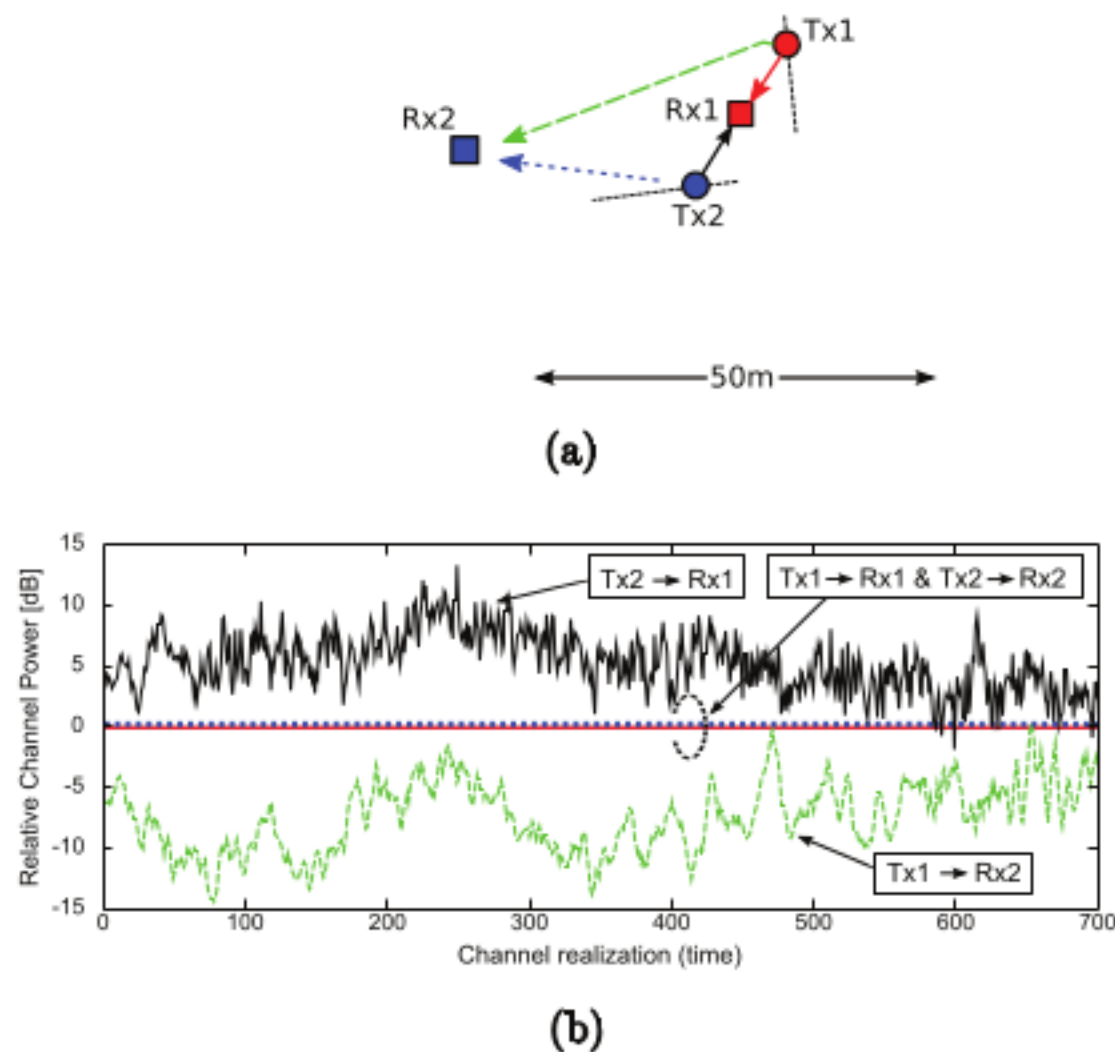 Tx1
Rx1
Rx2
Tx2
50m
(a)
15
10
5
0
-5
-10
-15
Relative Channel Power [dB]
Tx2 → Rx1
Tx1 → Rx1 & Tx2 → Rx2
Tx1 → Rx2
0 100 200 300 400 500 600 700
Channel realization (time)
(b)